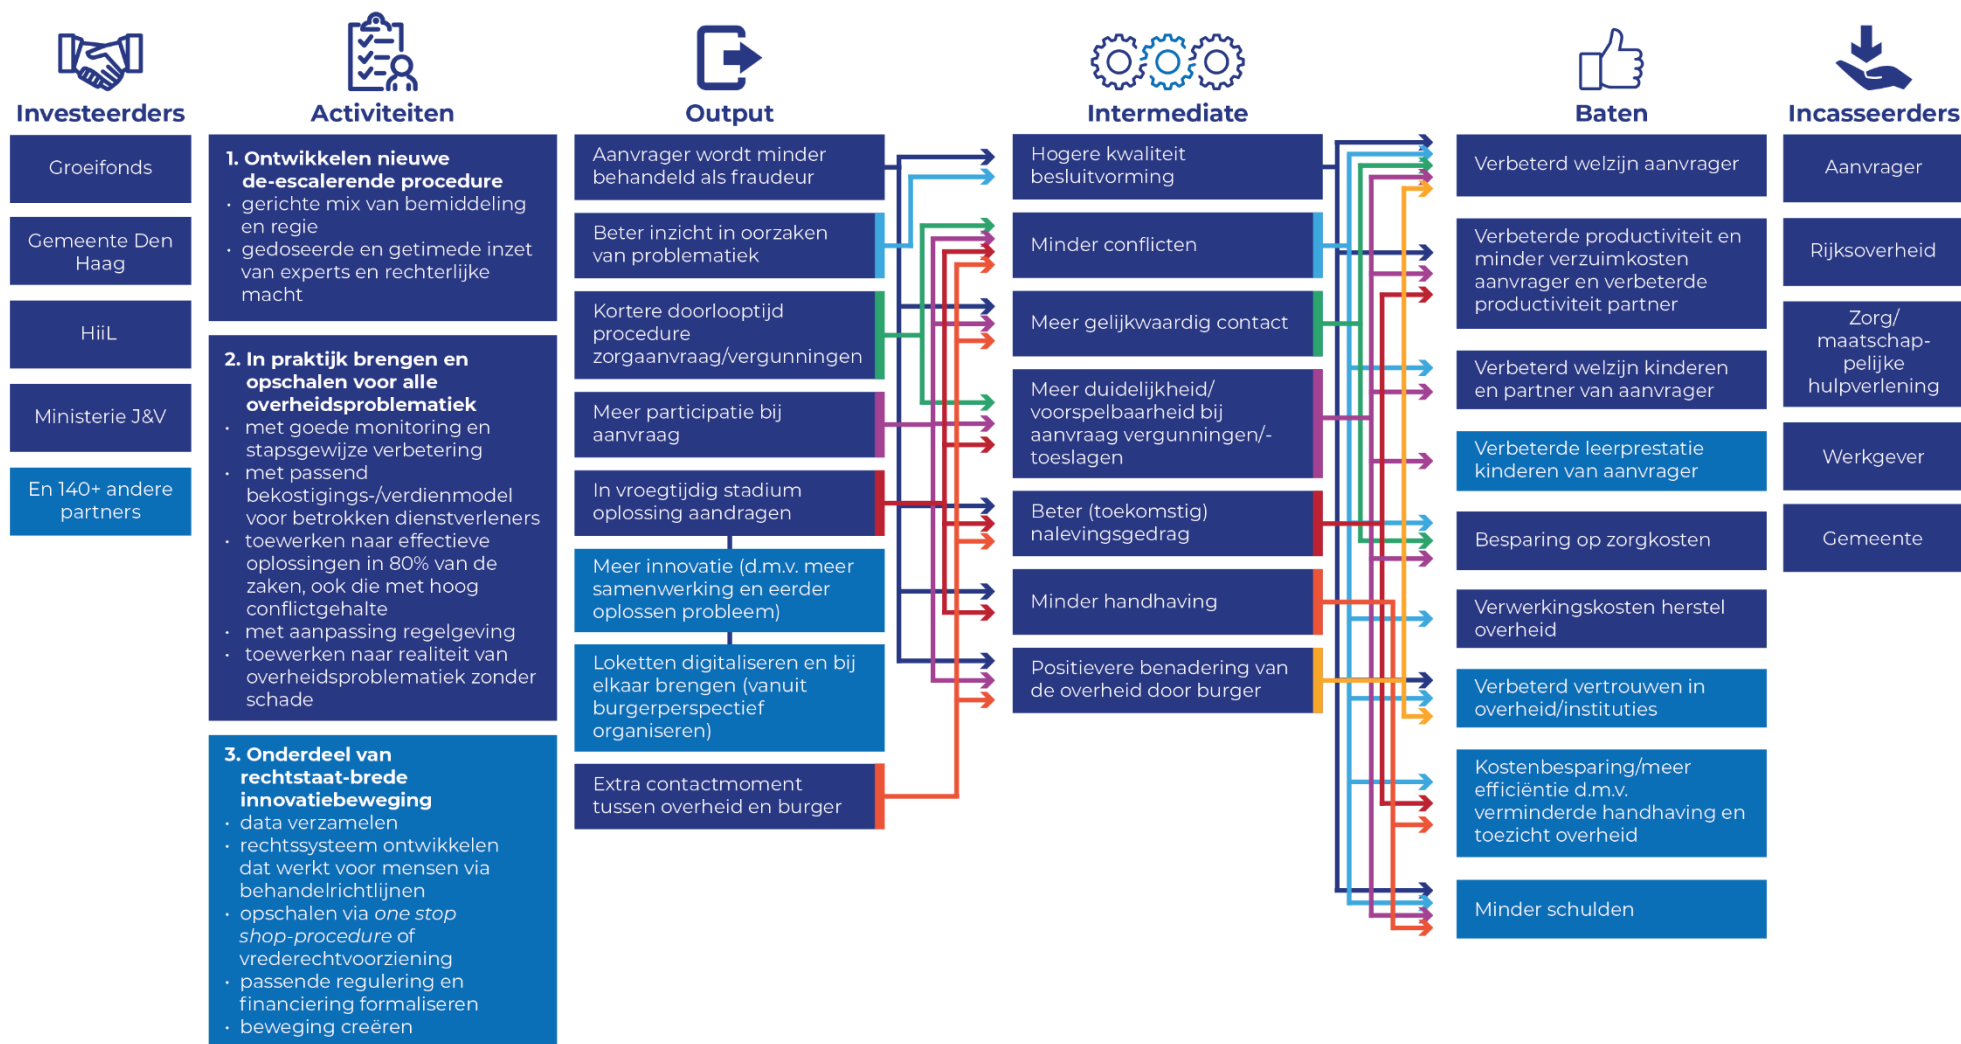 Investeerders
Groeifonds
Gemeente Den
Haag
HiiL
Ministerie J&V
En 140+ andere
partners
Activiteiten
1. Ontwikkelen nieuwe
de-escalerende procedure
· gerichte mix van bemiddeling
en regie
· gedoseerde en getimede inzet
van experts en rechterlijke
macht
2. In praktijk brengen en
opschalen voor alle
overheidsproblematiek
· met goede monitoring en
stapsgewijze verbetering
· met passend
bekostigings-/verdienmodel
voor betrokken dienstverleners
· toewerken naar effectieve
oplossingen in 80% van de
zaken, ook die met hoog
conflictgehalte
· met aanpassing regelgeving
· toewerken naar realiteit van
overheidsproblematiek zonder
schade
3. Onderdeel van
rechtstaat-brede
innovatiebeweging
· data verzamelen
· rechtssysteem ontwikkelen
dat werkt voor mensen via
behandelrichtlijnen
· opschalen via one stop
shop-procedure of
vrederechtvoorziening
· passende regulering en
financiering formaliseren
· beweging creëren
Output
Aanvrager wordt minder
behandeld als fraudeur
Beter inzicht in oorzaken
van problematiek
Kortere doorlooptijd
procedure
zorgaanvraag/vergunningen
Meer participatie bij
aanvraag
In vroegtijdig stadium
oplossing aandragen
Meer innovatie (d.m.v. meer
samenwerking en eerder
oplossen probleem)
Loketten digitaliseren en bij
elkaar brengen (vanuit
burgerperspectief
organiseren)
Extra contactmoment
tussen overheid en burger
Intermediate
Hogere kwaliteit
besluitvorming
Minder conflicten
Meer gelijkwaardig contact
Meer duidelijkheid/
voorspelbaarheid bij
aanvraag vergunningen/-
toeslagen
Beter (toekomstig)
nalevingsgedrag
Minder handhaving
Positievere benadering van
de overheid door burger
Baten
Verbeterd welzijn aanvrager
Verbeterde productiviteit en
minder verzuimkosten
aanvrager en verbeterde
productiviteit partner
Verbeterd welzijn kinderen
en partner van aanvrager
Verbeterde leerprestatie
kinderen van aanvrager
Besparing op zorgkosten
Verwerkingskosten herstel
overheid
Verbeterd vertrouwen in
overheid/instituties
Kostenbesparing/meer
efficiëntie d.m.v.
verminderde handhaving en
toezicht overheid
Minder schulden
Incasseerders
Aanvrager
Rijksoverheid
Zorg/
maatschap-
pelijke
hulpverlening
Werkgever
Gemeente